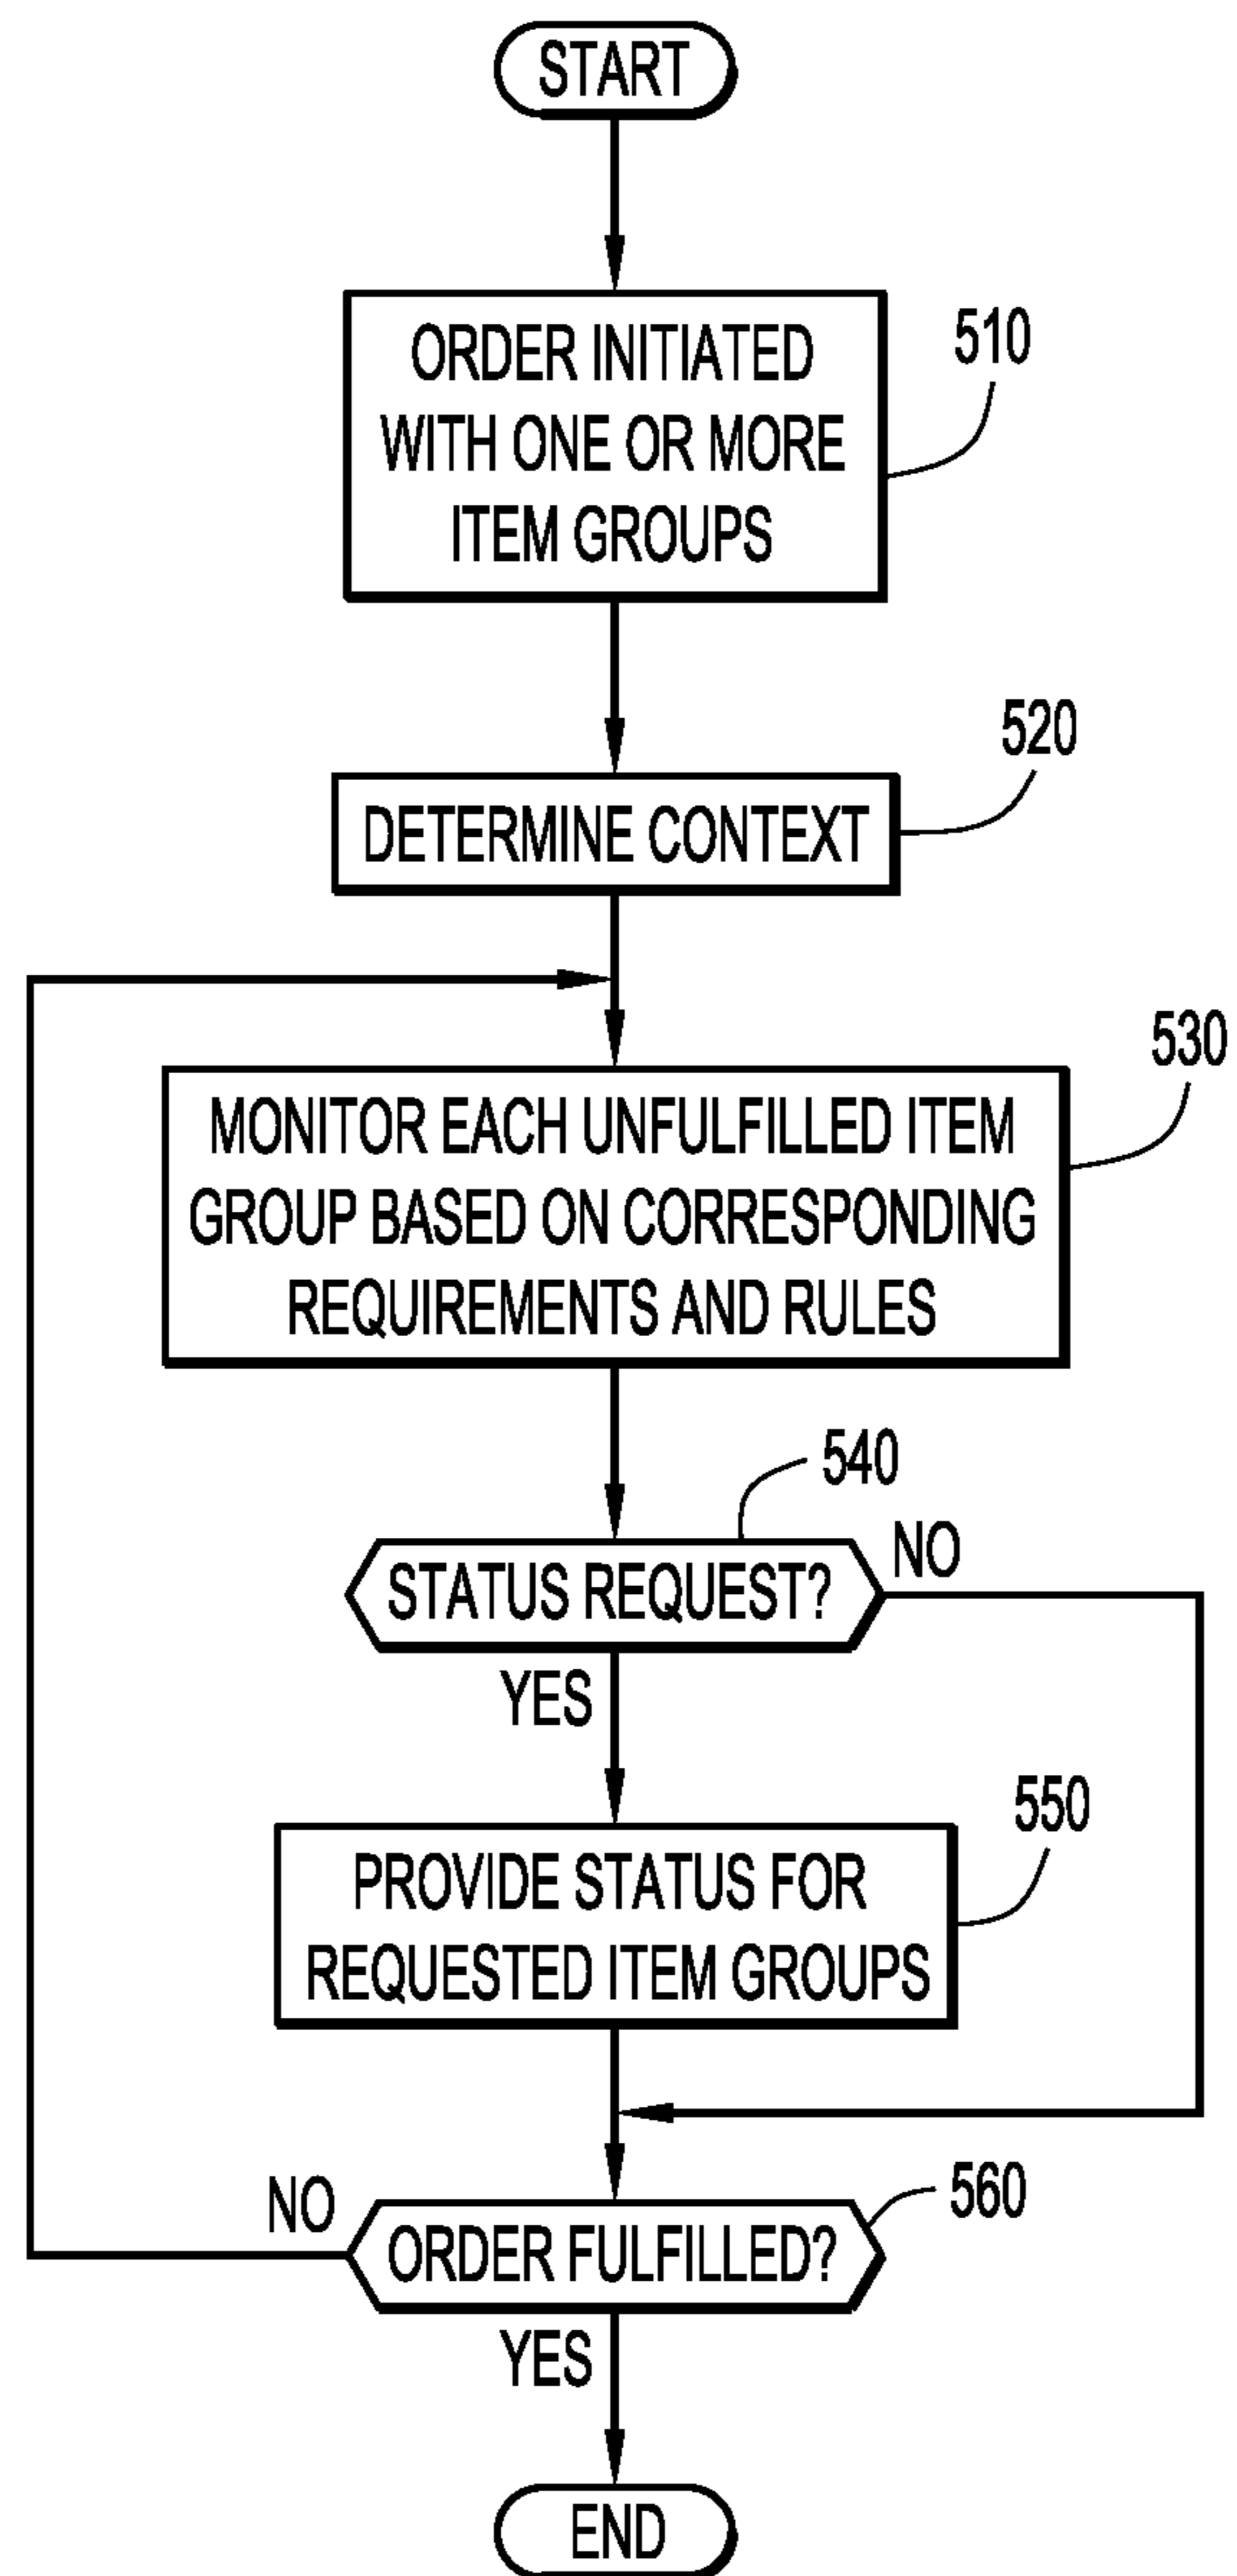 START
ORDER INITIATED
WITH ONE OR MORE
ITEM GROUPS
510
DETERMINE CONTEXT
520
MONITOR EACH UNFULFILLED ITEM
GROUP BASED ON CORRESPONDING
REQUIREMENTS AND RULES
530
STATUS REQUEST?
540
NO
YES
PROVIDE STATUS FOR
REQUESTED ITEM GROUPS
550
ORDER FULFILLED?
560
NO
YES
END